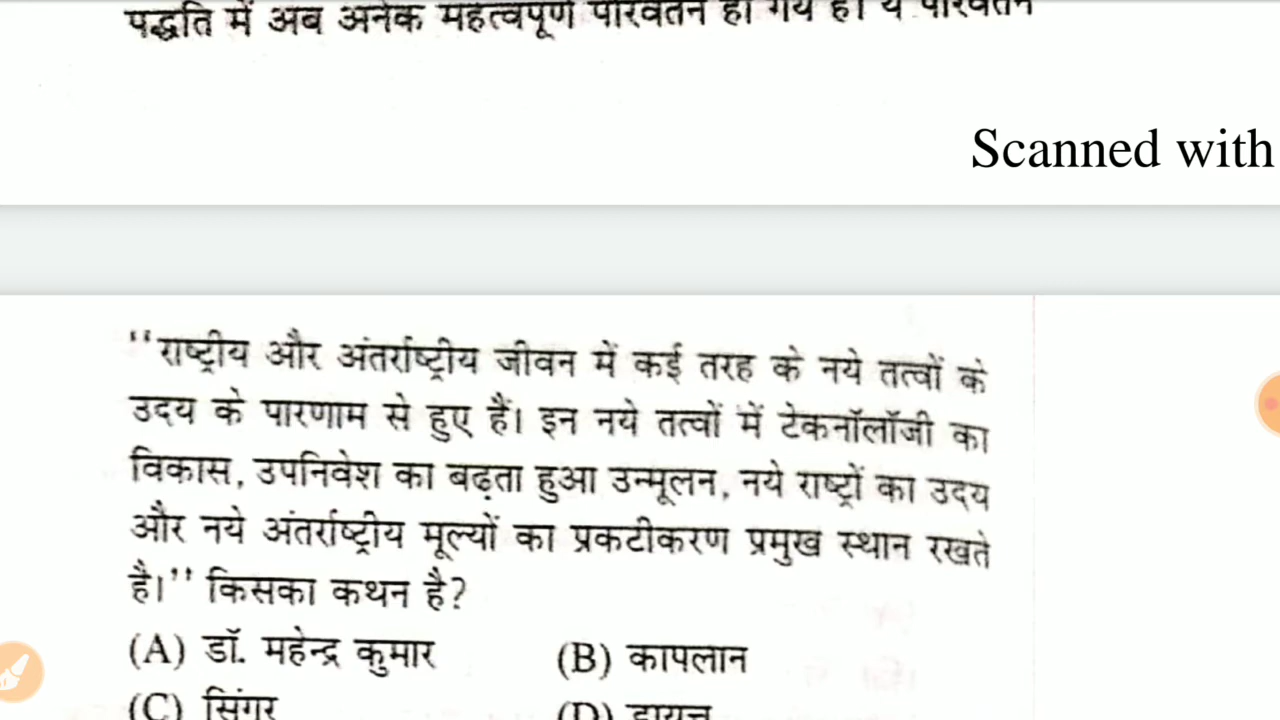 पद्धति में अब अनेक महत्वपूर्ण परिवर्तन हो गये हैं। ये परिवर्तन
Scanned with
“राष्ट्रीय और अंतर्राष्ट्रीय जीवन में कई तरह के नये तत्वों के
उदय के पारणाम से हुए हैं। इन नये तत्वों में टेकनॉलॉजी का
विकास, उपनिवेश का बढ़ता हुआ उन्मूलन, नये राष्ट्रों का उदय
और नये अंतर्राष्ट्रीय मूल्यों का प्रकटीकरण प्रमुख स्थान रखते
है।” किसका कथन है?
(A) डॉ. महेन्द्र कुमार (B) कापलान
(C) सिंगर (D)